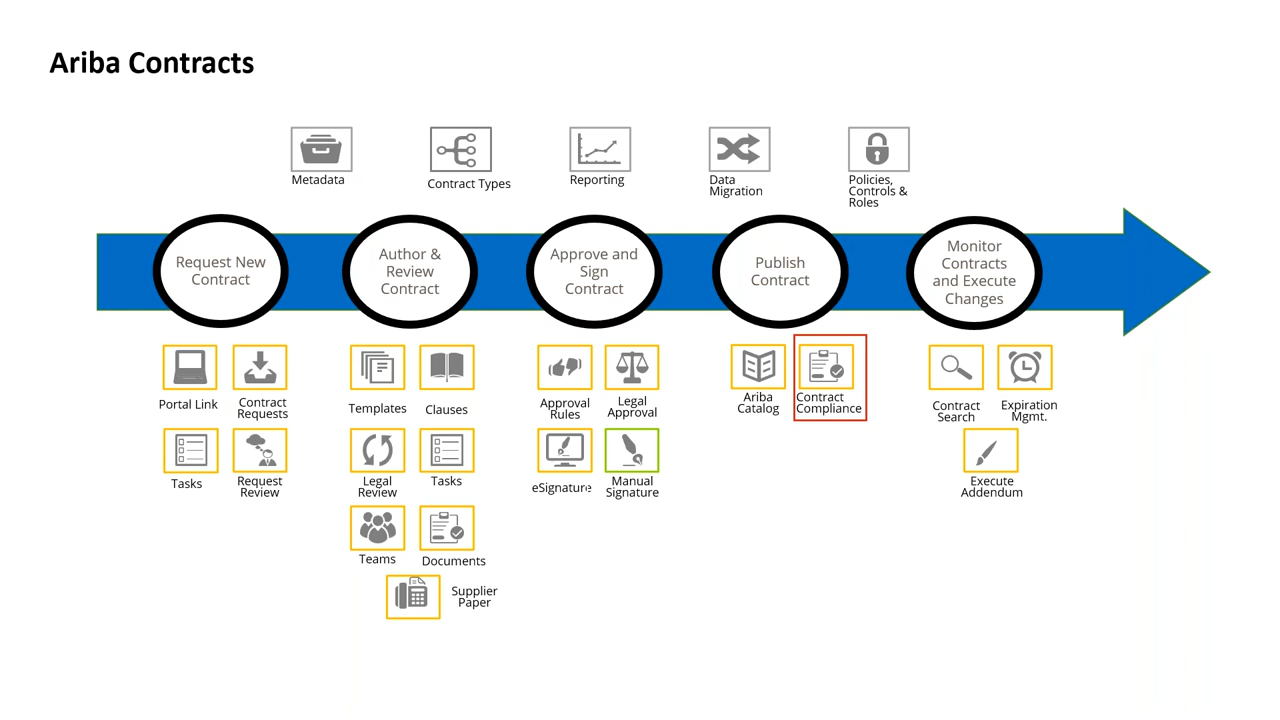 Ariba Contracts
Metadata
Contract Types
Reporting
Data
Migration
Policies,
Controls &
Roles
Request New
Contract
Author &
Review
Contract
Approve and
Sign
Contract
Publish
Contract
Monitor
Contracts
and Execute
Changes
Portal Link
Contract
Requests
Tasks
Request
Review
Templates
Clauses
Legal
Review
Tasks
Teams
Documents
Supplier
Paper
Approval
Rules
Legal
Approval
eSignature
Manual
Signature
Ariba
Catalog
Contract
Compliance
Contract
Search
Expiration
Mgmt.
Execute
Addendum